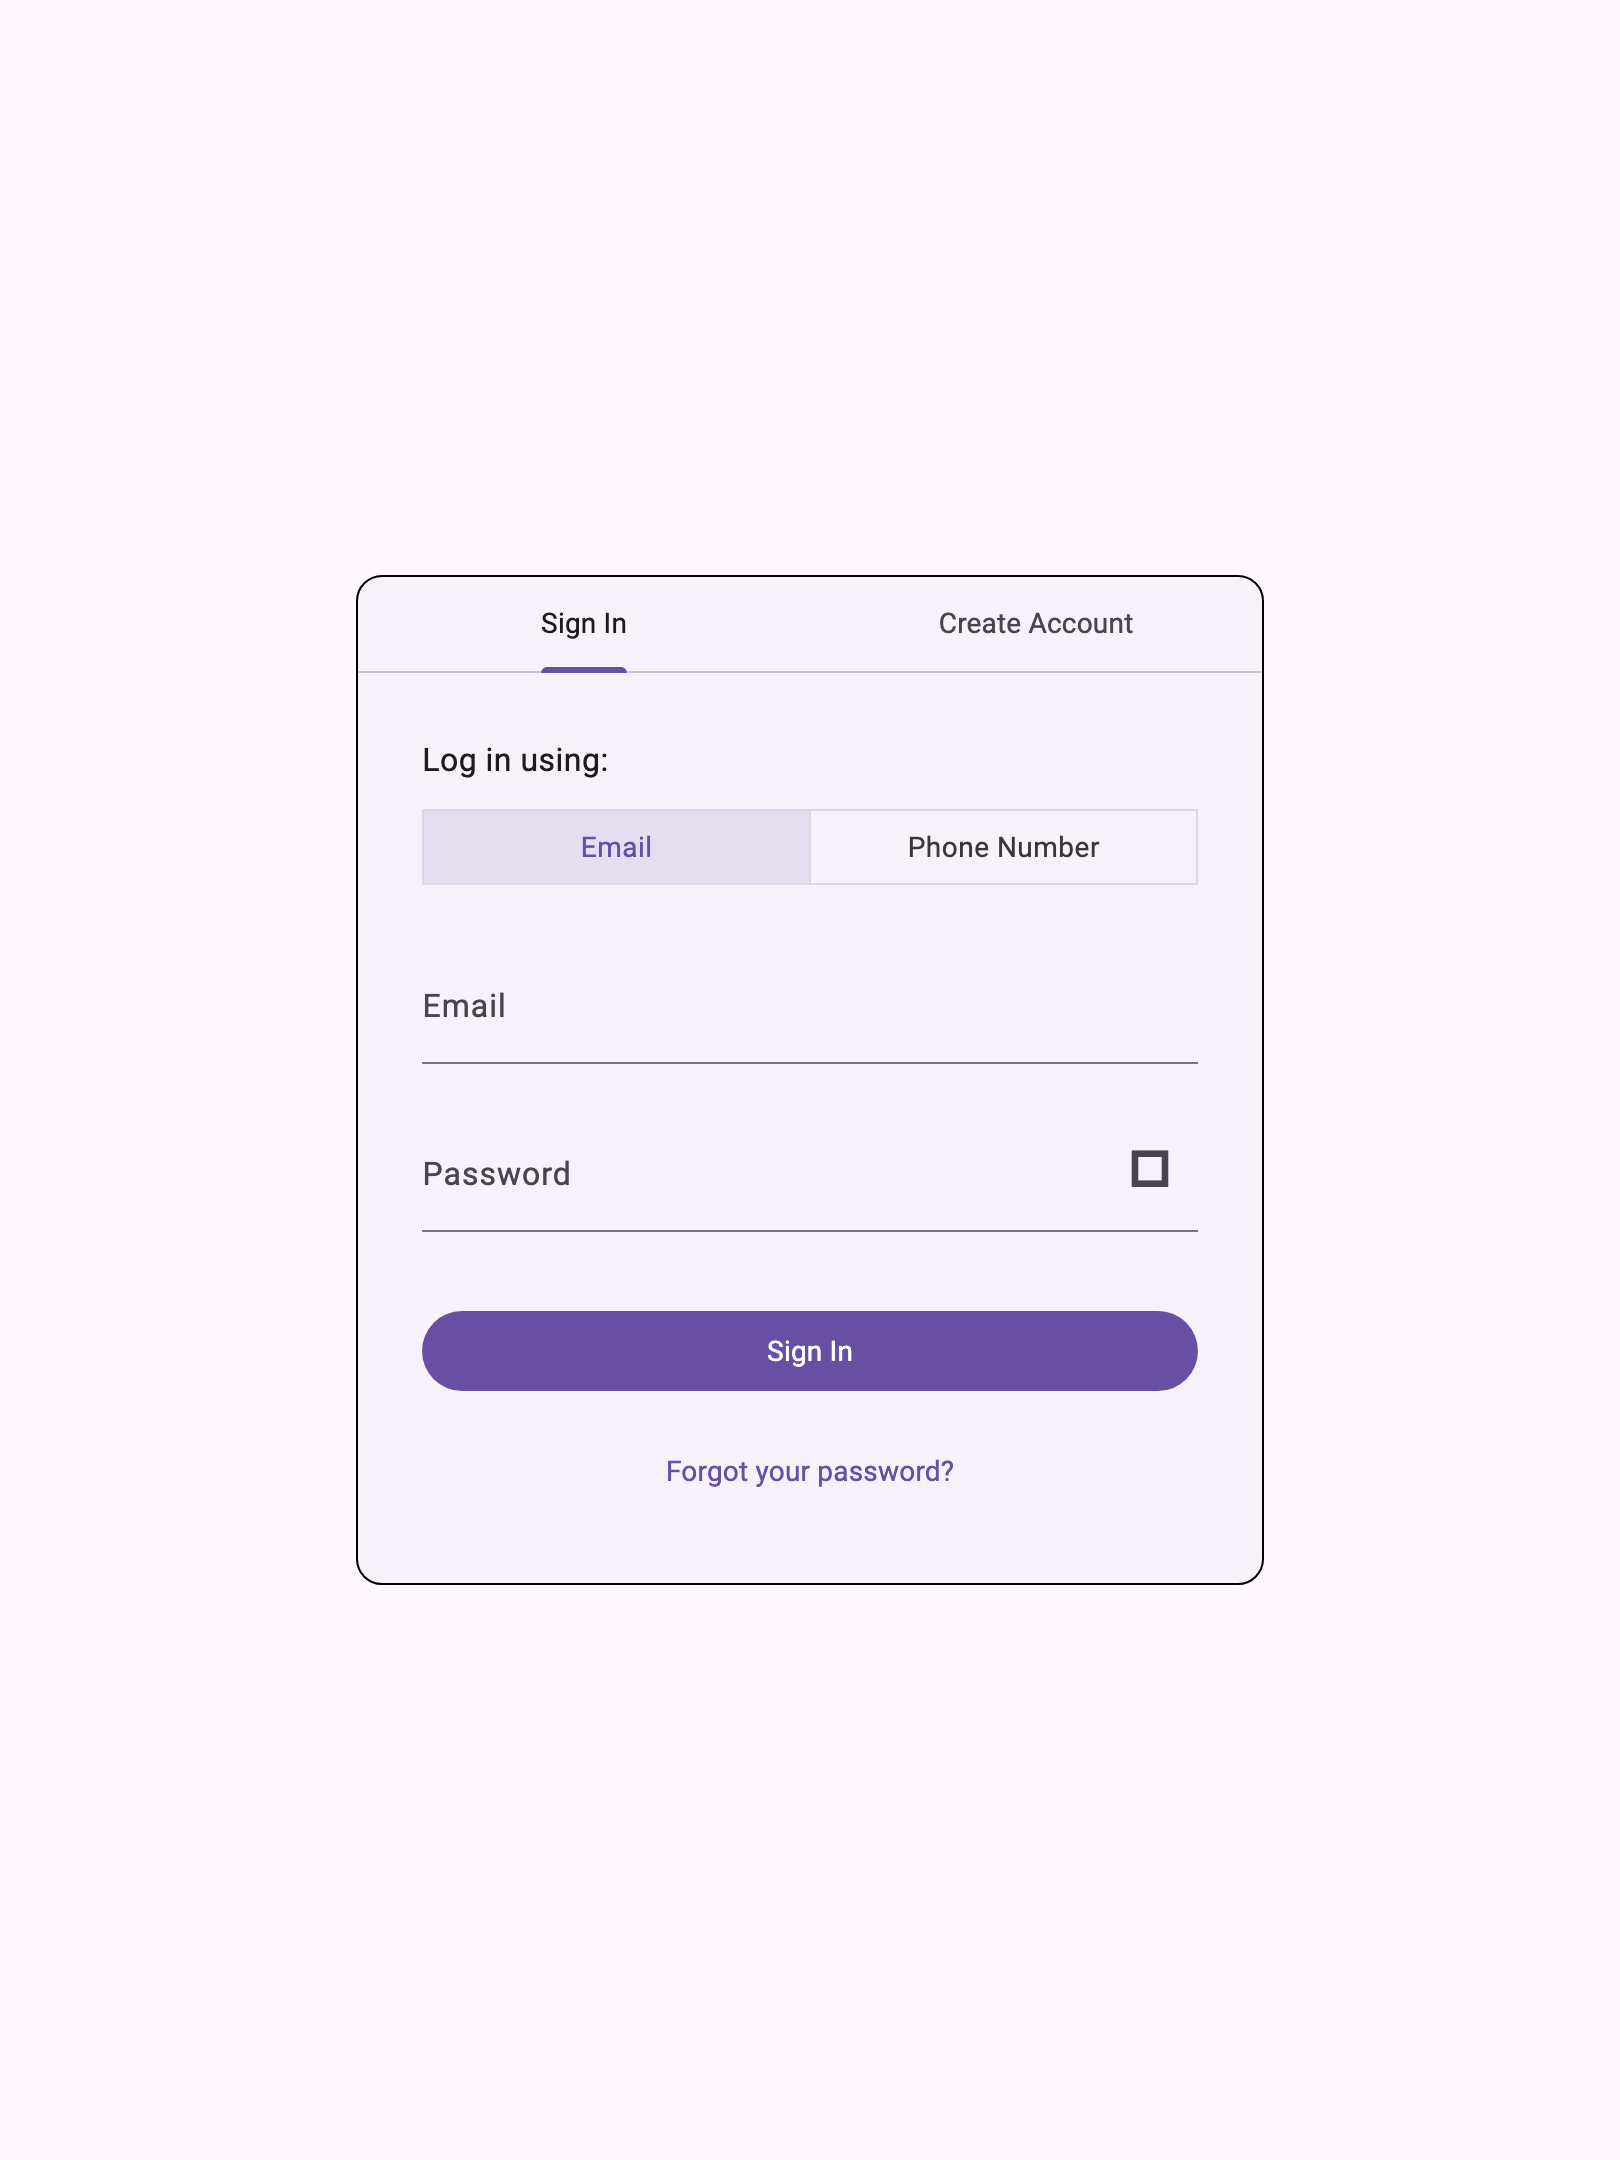 Sign In
Create Account
Log in using:
Email
Phone Number
Email
Password
Sign In
Forgot your password?